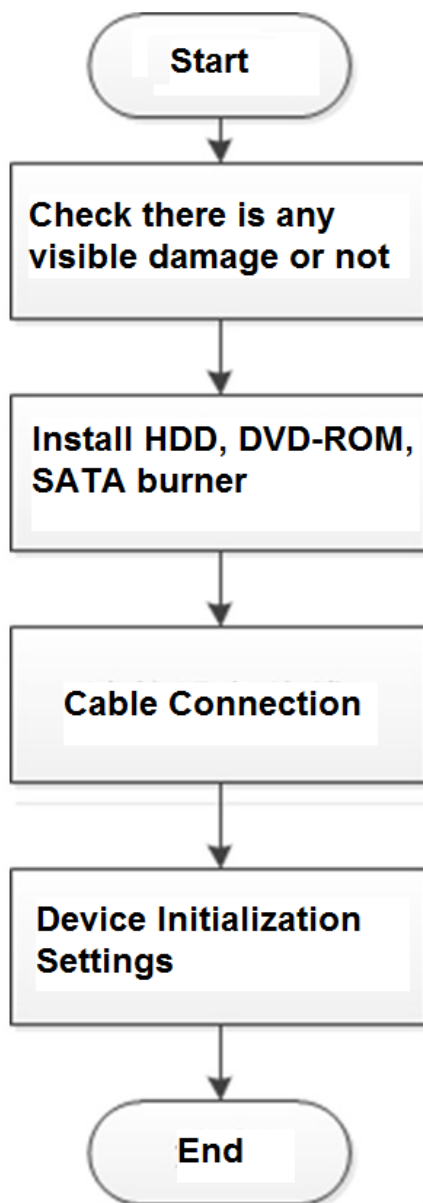 Start
Check there is any
visible damage or not
Install HDD, DVD-ROM,
SATA burner
Cable Connection
Device Initialization
Settings
End